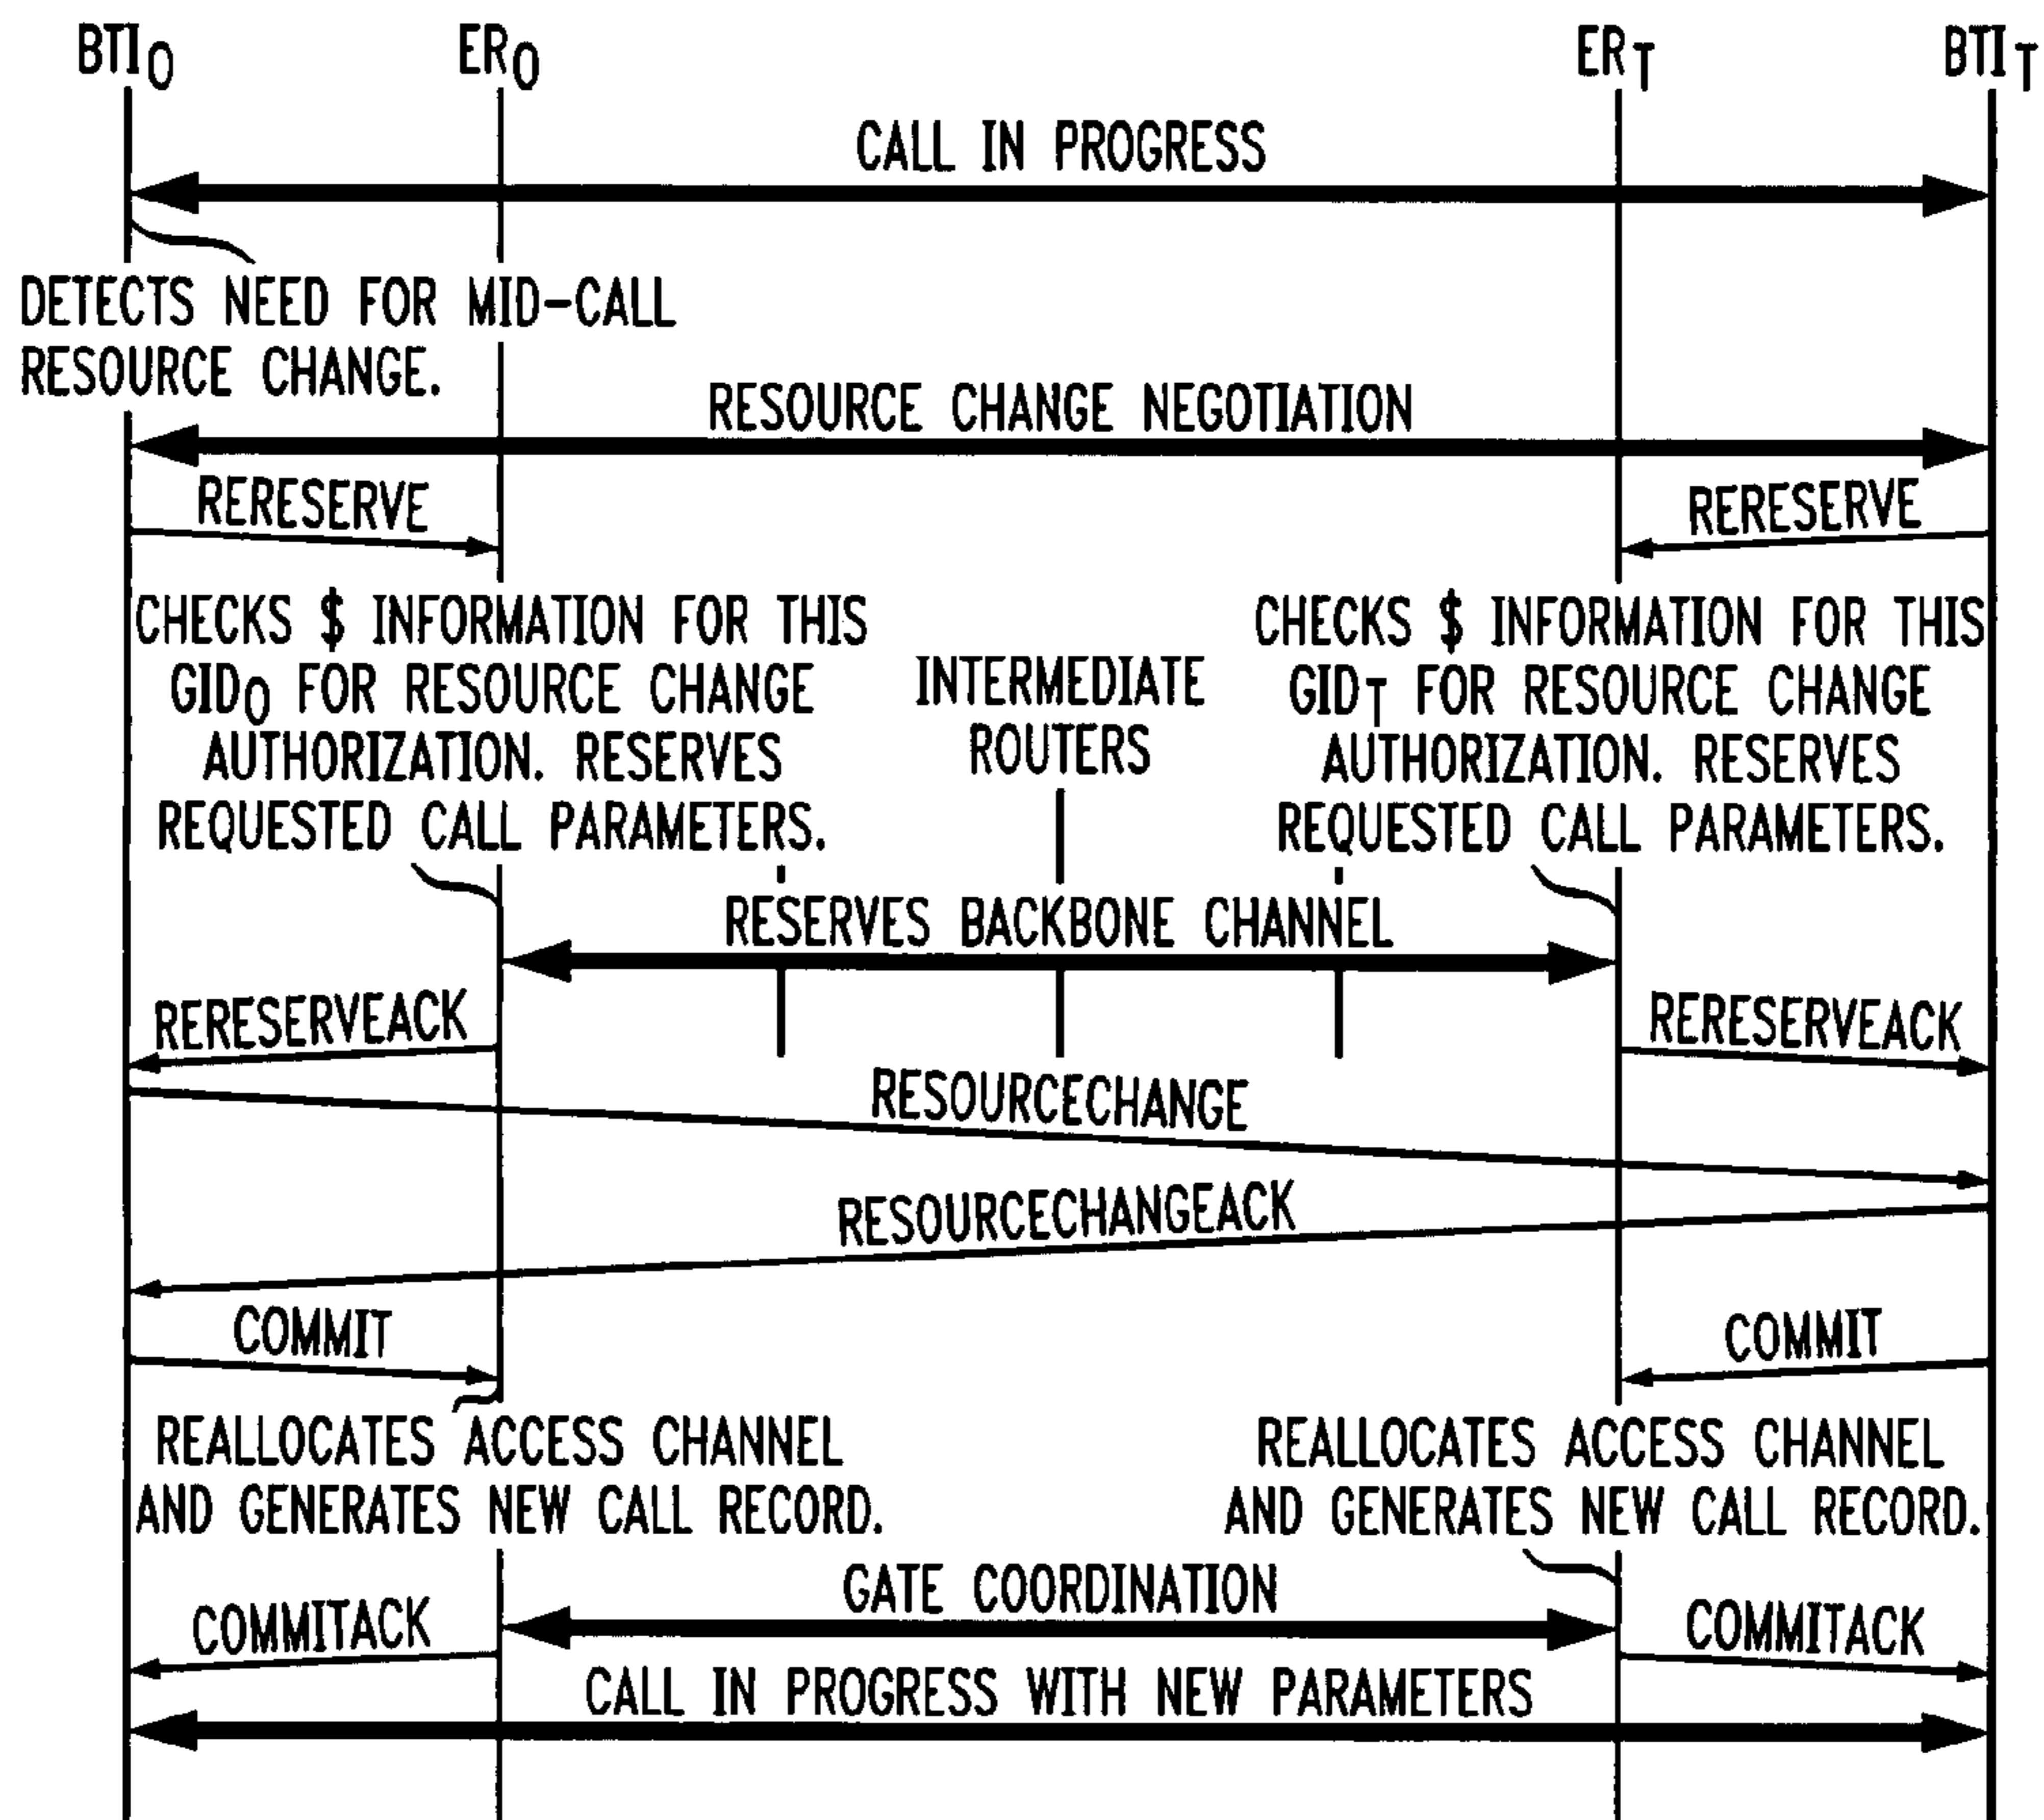 BTIO
ERO
ERT
BTIT
CALL IN PROGRESS
DETECTS NEED FOR MID-CALL
RESOURCE CHANGE.
RESOURCE CHANGE NEGOTIATION
RERESERVE
RERESERVE
CHECKS $ INFORMATION FOR THIS
GIDO FOR RESOURCE CHANGE
AUTHORIZATION. RESERVES
REQUESTED CALL PARAMETERS.
INTERMEDIATE
ROUTERS
CHECKS $ INFORMATION FOR THIS
GIDT FOR RESOURCE CHANGE
AUTHORIZATION. RESERVES
REQUESTED CALL PARAMETERS.
RESERVES BACKBONE CHANNEL
RERESERVEACK
RERESERVEACK
RESOURCECHANGE
RESOURCECHANGEACK
COMMIT
COMMIT
REALLOCATES ACCESS CHANNEL
AND GENERATES NEW CALL RECORD.
REALLOCATES ACCESS CHANNEL
AND GENERATES NEW CALL RECORD.
GATE COORDINATION
COMMITACK
COMMITACK
CALL IN PROGRESS WITH NEW PARAMETERS